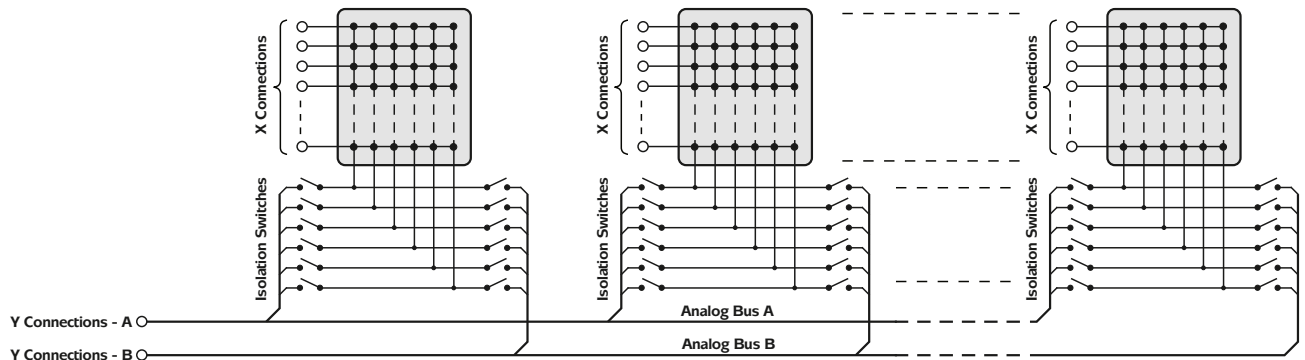 X Connections
X Connections
X Connections
Isolation Switches
Isolation Switches
Isolation Switches
Y Connections - A
Analog Bus A
Y Connections - B
Analog Bus B